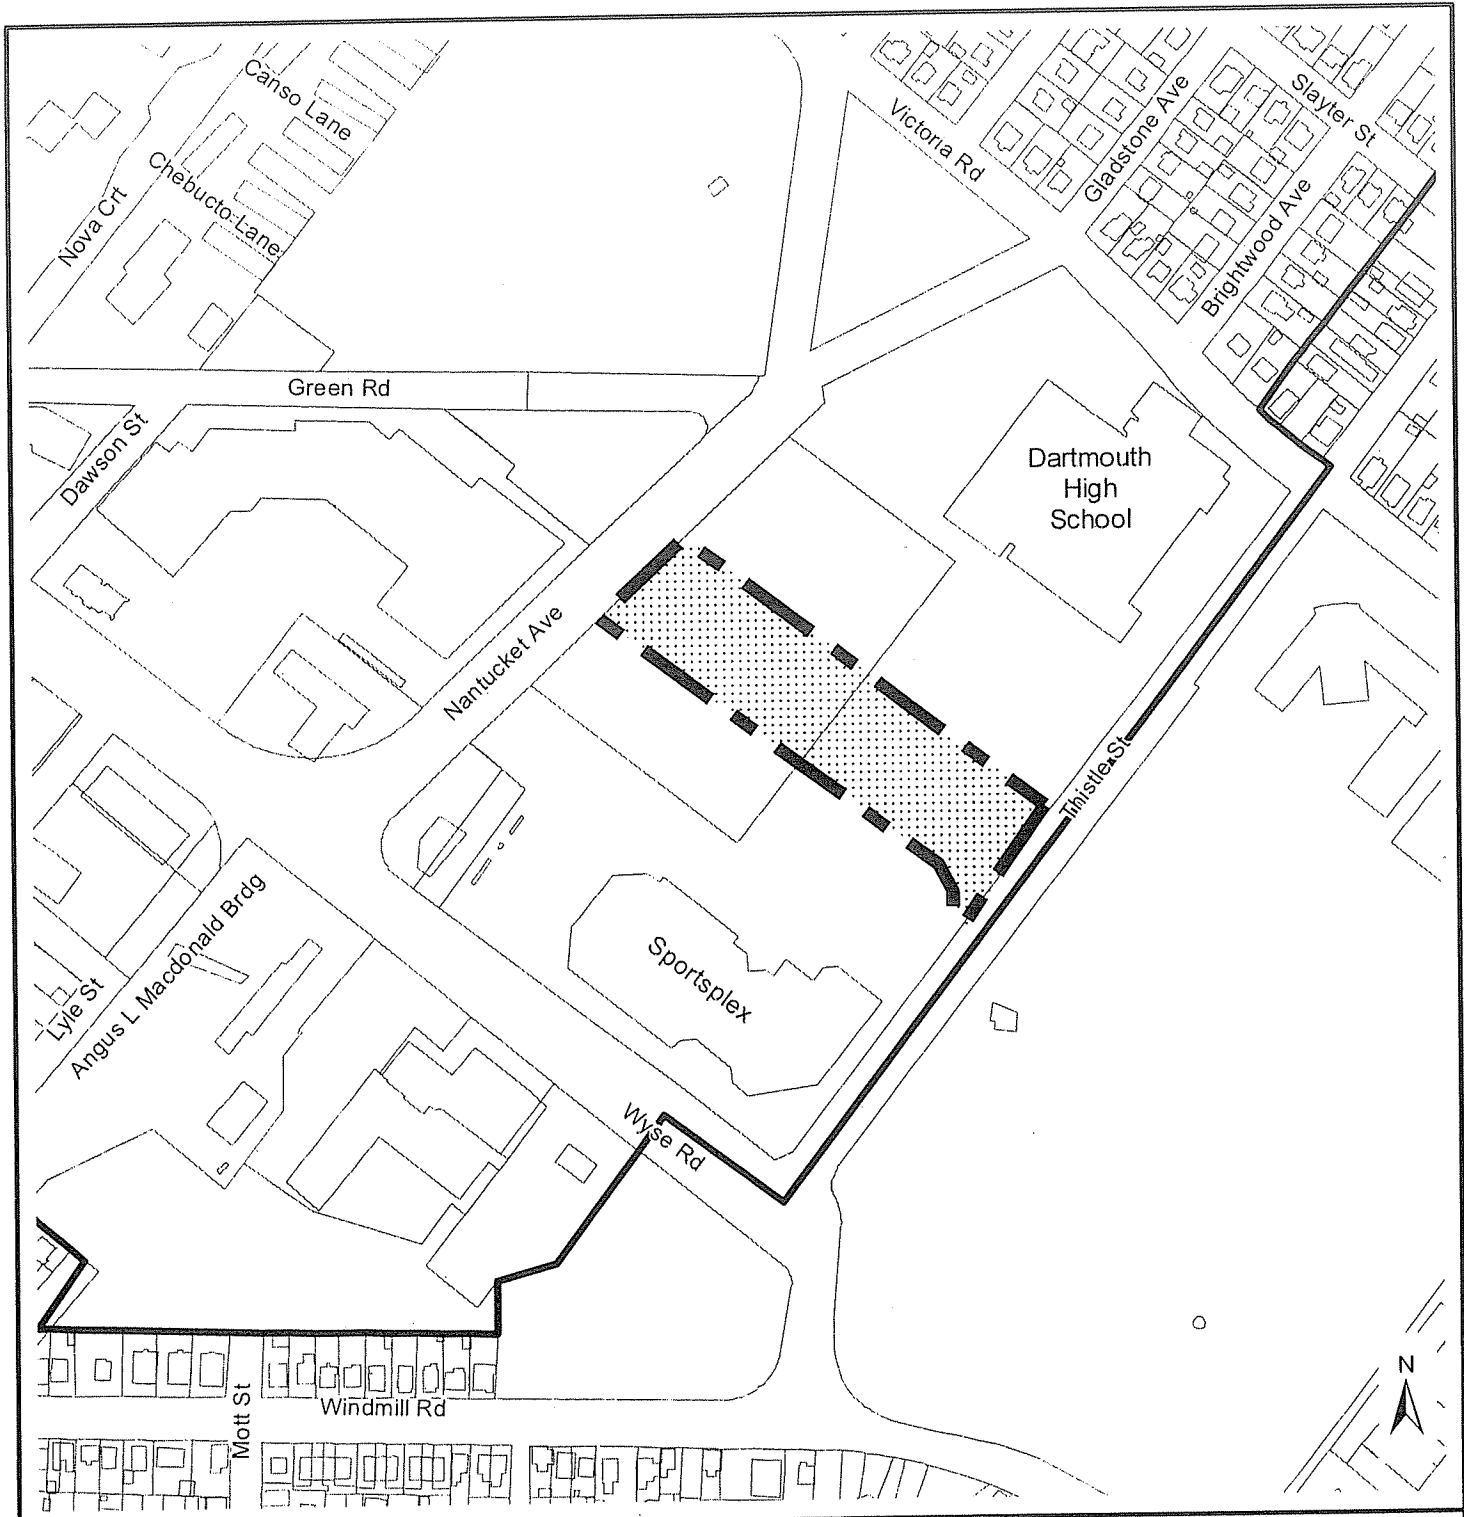 Canso Lane
Slayter St
Victoria Rd
Gladstone Ave
Chebucto Lane
Nova Crt
Brightwood Ave
Green Rd
Dawson St
Dartmouth
High
School
Nantucket Ave
Thistle St
Angus L Macdonald Brdg
Lyle St
Sportsplex
Wyse Rd
N
Windmill Rd
Mott St